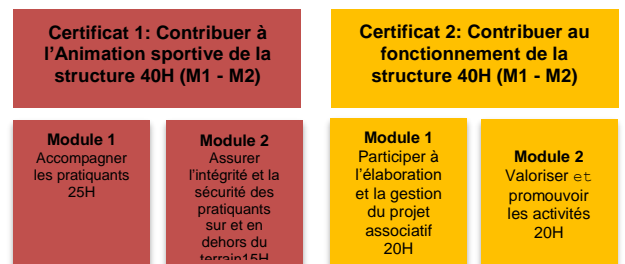 Certificat 1: Contribuer à
l'Animation sportive de la
structure 40H (M1 - M2)
Certificat 2: Contribuer au
fonctionnement de la
structure 40H (M1 - M2)
Module 1
Accompagner
les pratiquants
25H
Module 2
Assurer
l'intégrité et la
sécurité des
pratiquants
sur et en
dehors du
terrain15H
Module 1
Participer à
l'élaboration
et la gestion
du projet
associatif
20H
Module 2
Valoriser et
promouvoir
les activités
20H